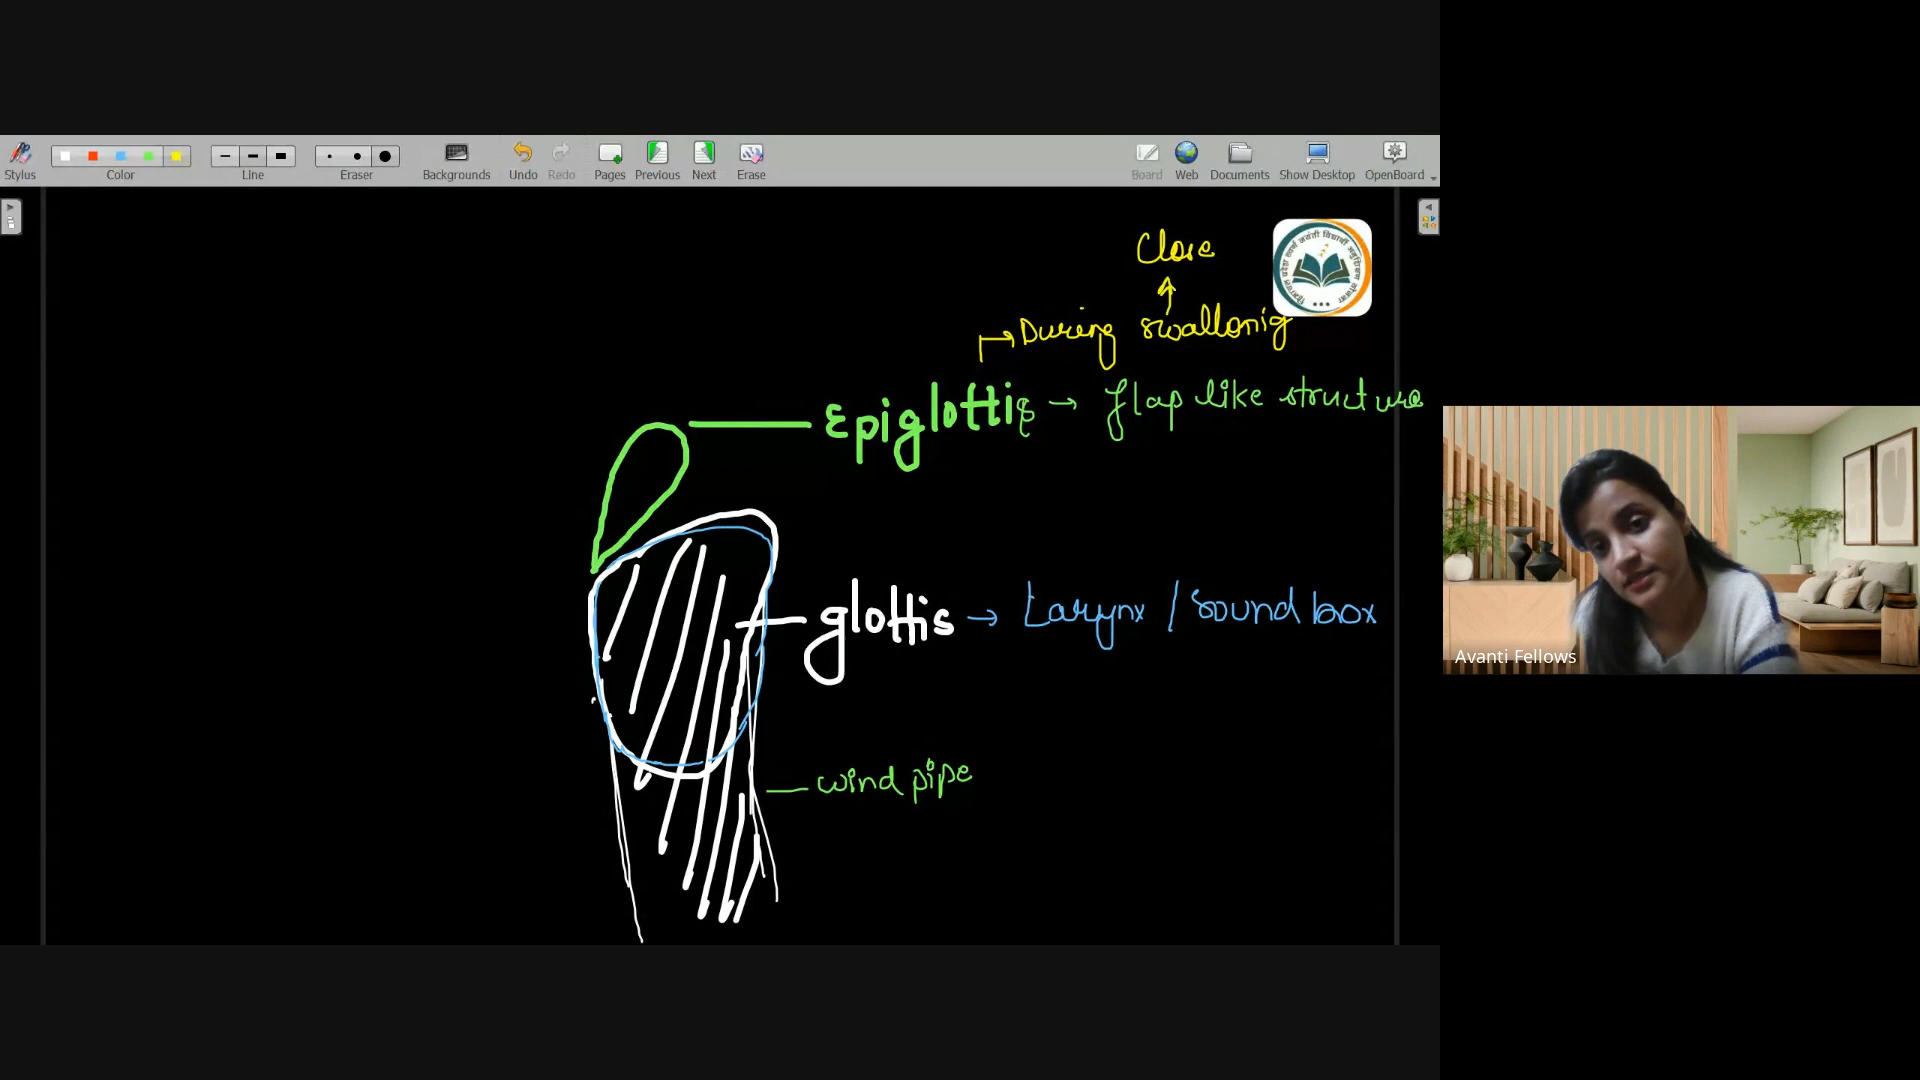 Stylus
Color
Line
Eraser
Backgrounds
Undo
Redo
Pages
Previous
Next
Erase
Board
Web
Documents
Show Desktop
OpenBoard
Close
During swallonig
Epiglottis → flap like structure
glottis → Larynx / Sound box
wind pipe
Avanti Fellows